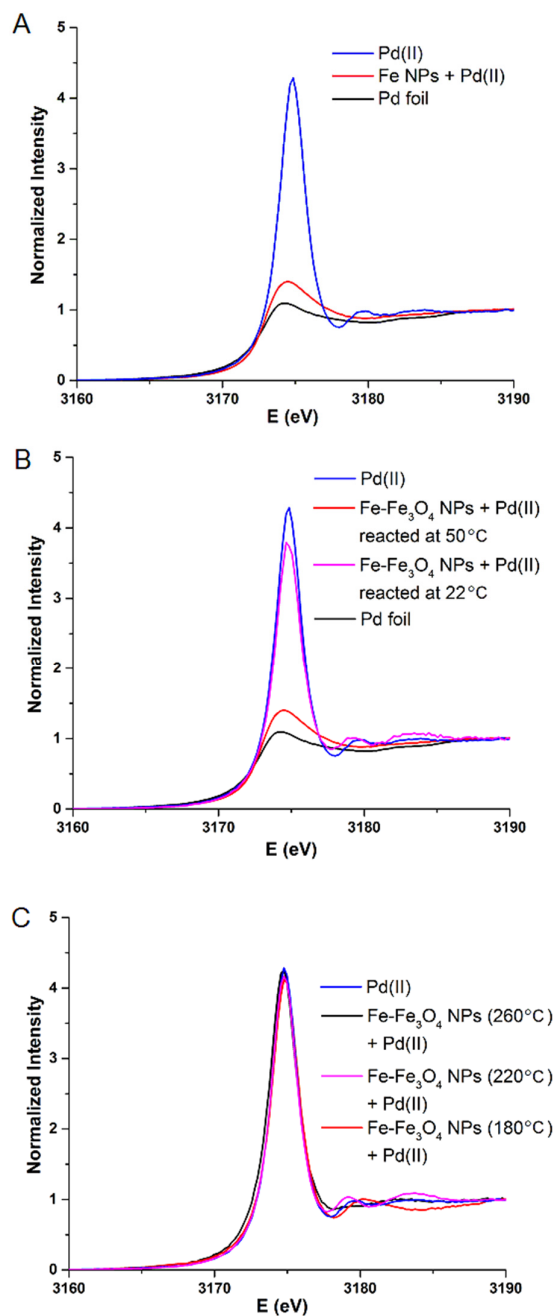 A
5
4
3
2
1
0
Normalized Intensity
Pd(II)
Fe NPs + Pd(II)
Pd foil
3160 3170 3180 3190
E (eV)
B
5
4
3
2
1
0
Normalized Intensity
Pd(II)
Fe-Fe₃O₄ NPs + Pd(II)
reacted at 50°C
Fe-Fe₃O₄ NPs + Pd(II)
reacted at 22°C
Pd foil
3160 3170 3180 3190
E (eV)
C
5
4
3
2
1
0
Normalized Intensity
Pd(II)
Fe-Fe₃O₄ NPs (260°C)
+ Pd(II)
Fe-Fe₃O₄ NPs (220°C)
+ Pd(II)
Fe-Fe₃O₄ NPs (180°C)
+ Pd(II)
3160 3170 3180 3190
E (eV)